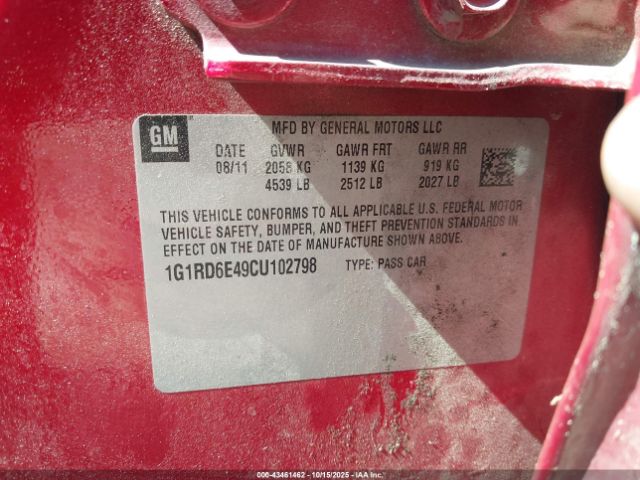 GM
MFD BY GENERAL MOTORS LLC
DATE GVWR GAWR FRT GAWR RR
08/11 2058 KG 1139 KG 919 KG
4539 LB 2512 LB 2027 LB
THIS VEHICLE CONFORMS TO ALL APPLICABLE U.S. FEDERAL MOTOR
VEHICLE SAFETY, BUMPER, AND THEFT PREVENTION STANDARDS IN
EFFECT ON THE DATE OF MANUFACTURE SHOWN ABOVE.
1G1RD6E49CU102798 TYPE: PASS CAR
000-43461462 - 10/15/2025 - IAA Inc.